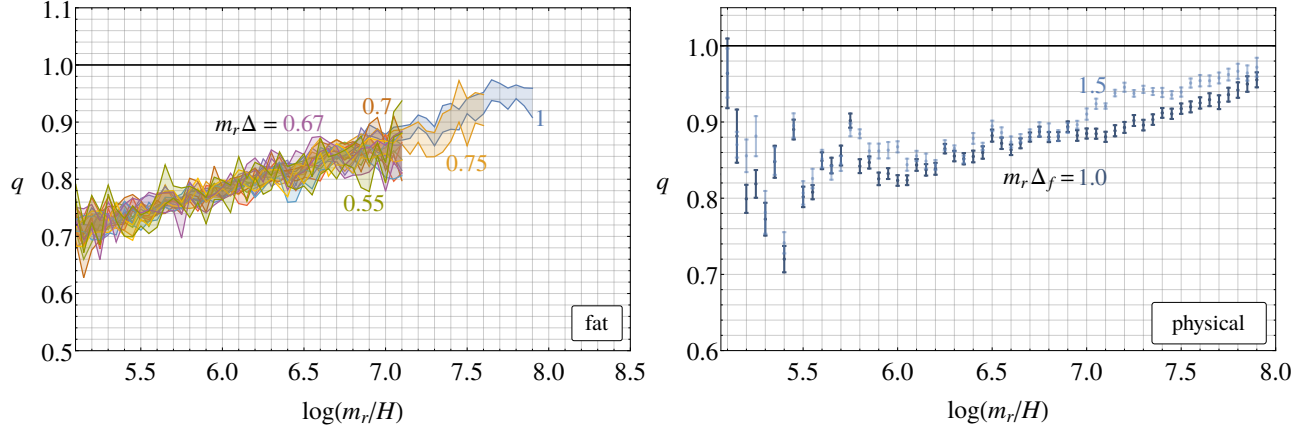 1.1
1.0
0.9
0.8
0.7
0.6
0.5
q
m_rΔ = 0.67
0.7
1
0.75
0.55
fat
5.5 6.0 6.5 7.0 7.5 8.0 8.5
log(m_r/H)
1.0
0.9
0.8
0.7
0.6
q
1.5
m_rΔ_f = 1.0
physical
5.5 6.0 6.5 7.0 7.5 8.0
log(m_r/H)